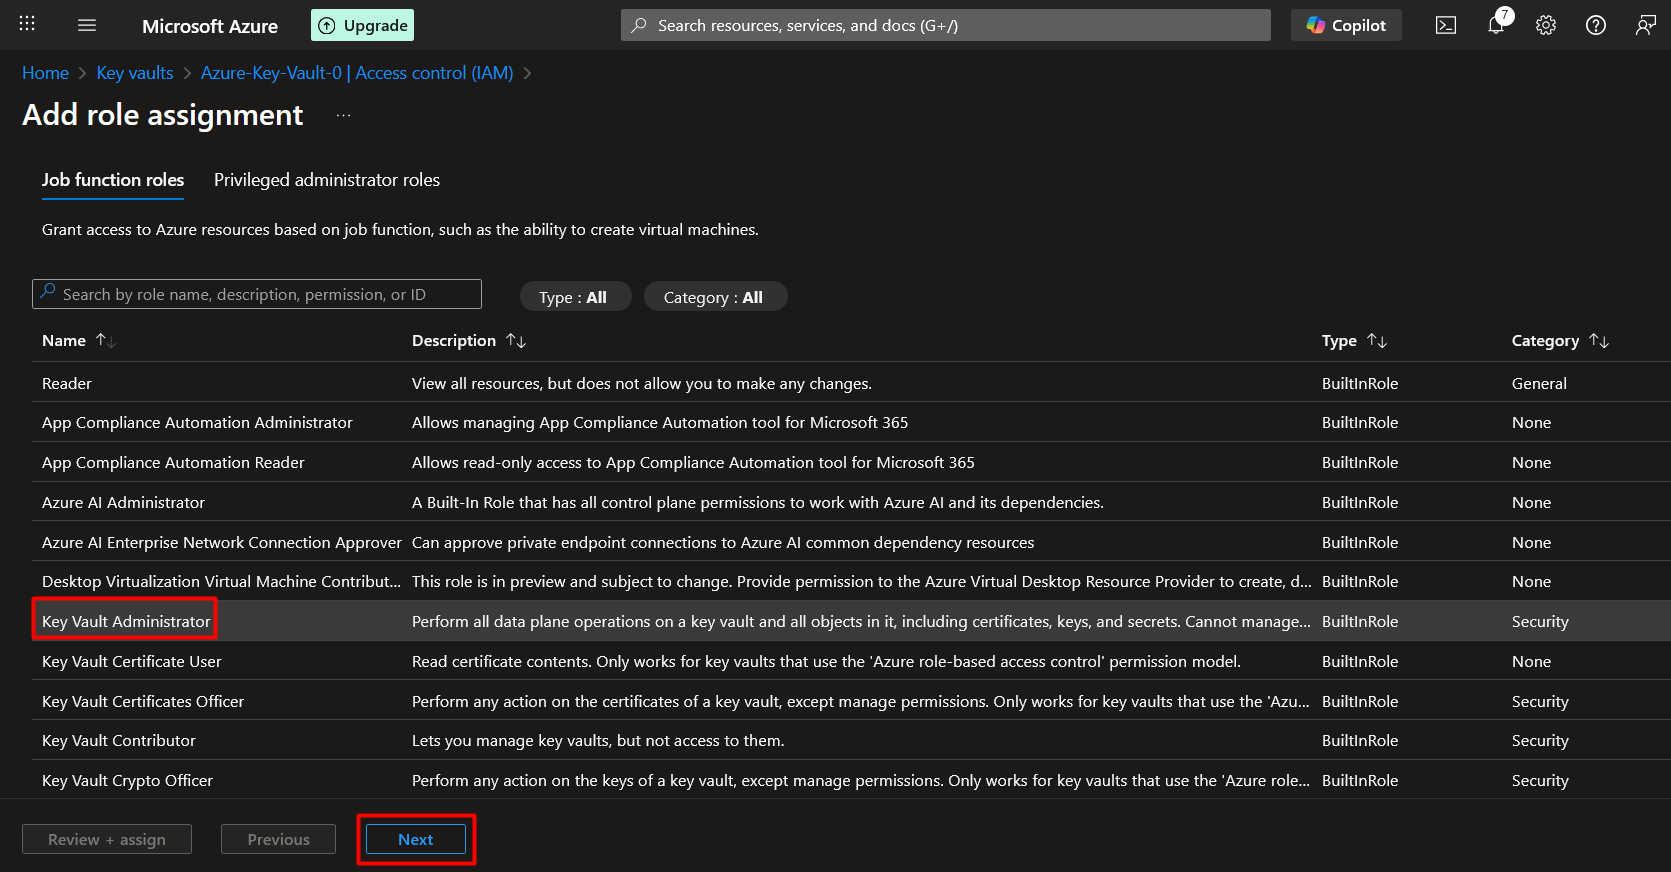 Microsoft Azure Upgrade Search resources, services, and docs (G+/) Copilot 7
Home > Key vaults > Azure-Key-Vault-0 | Access control (IAM) >
Add role assignment ...
Job function roles Privileged administrator roles
Grant access to Azure resources based on job function, such as the ability to create virtual machines.
Search by role name, description, permission, or ID Type : All Category : All
Name Description Type Category
Reader View all resources, but does not allow you to make any changes. BuiltInRole General
App Compliance Automation Administrator Allows managing App Compliance Automation tool for Microsoft 365 BuiltInRole None
App Compliance Automation Reader Allows read-only access to App Compliance Automation tool for Microsoft 365 BuiltInRole None
Azure AI Administrator A Built-In Role that has all control plane permissions to work with Azure AI and its dependencies. BuiltInRole None
Azure AI Enterprise Network Connection Approver Can approve private endpoint connections to Azure AI common dependency resources BuiltInRole None
Desktop Virtualization Virtual Machine Contribut... This role is in preview and subject to change. Provide permission to the Azure Virtual Desktop Resource Provider to create, d... BuiltInRole None
Key Vault Administrator Perform all data plane operations on a key vault and all objects in it, including certificates, keys, and secrets. Cannot manage... BuiltInRole Security
Key Vault Certificate User Read certificate contents. Only works for key vaults that use the 'Azure role-based access control' permission model. BuiltInRole None
Key Vault Certificates Officer Perform any action on the certificates of a key vault, except manage permissions. Only works for key vaults that use the 'Azu... BuiltInRole Security
Key Vault Contributor Lets you manage key vaults, but not access to them. BuiltInRole Security
Key Vault Crypto Officer Perform any action on the keys of a key vault, except manage permissions. Only works for key vaults that use the 'Azure role... BuiltInRole Security
Review + assign Previous Next